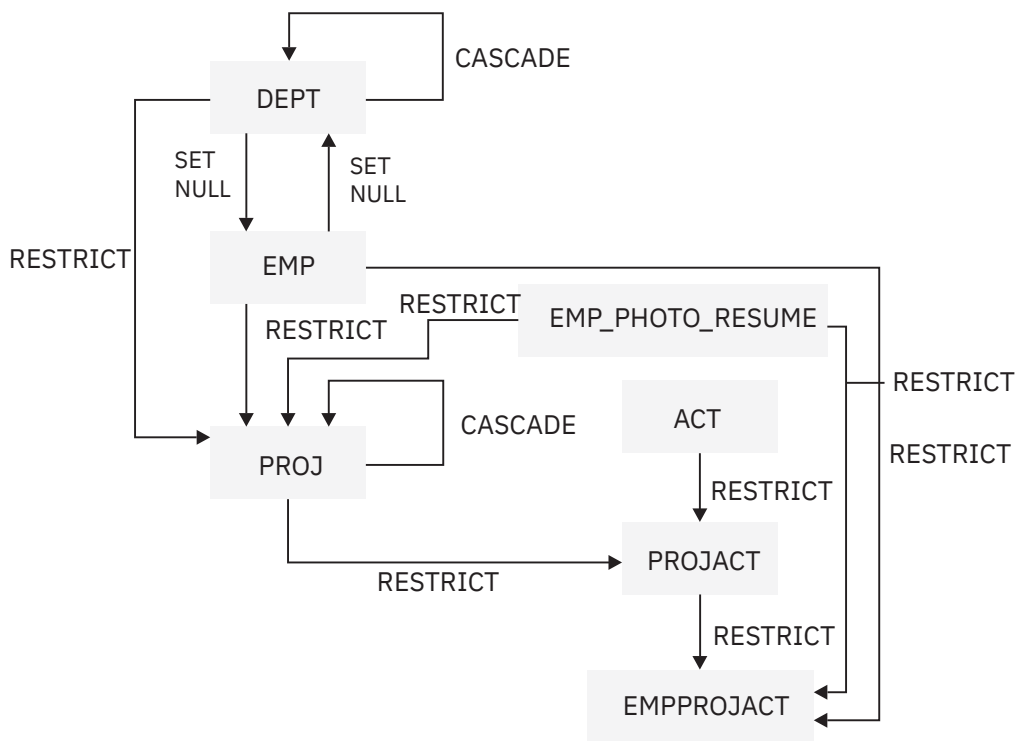 CASCADE
DEPT
SET
NULL
SET
NULL
RESTRICT
EMP
RESTRICT
RESTRICT
EMP_PHOTO_RESUME
RESTRICT
ACT
CASCADE
RESTRICT
PROJ
RESTRICT
PROJACT
RESTRICT
RESTRICT
EMPPROJACT